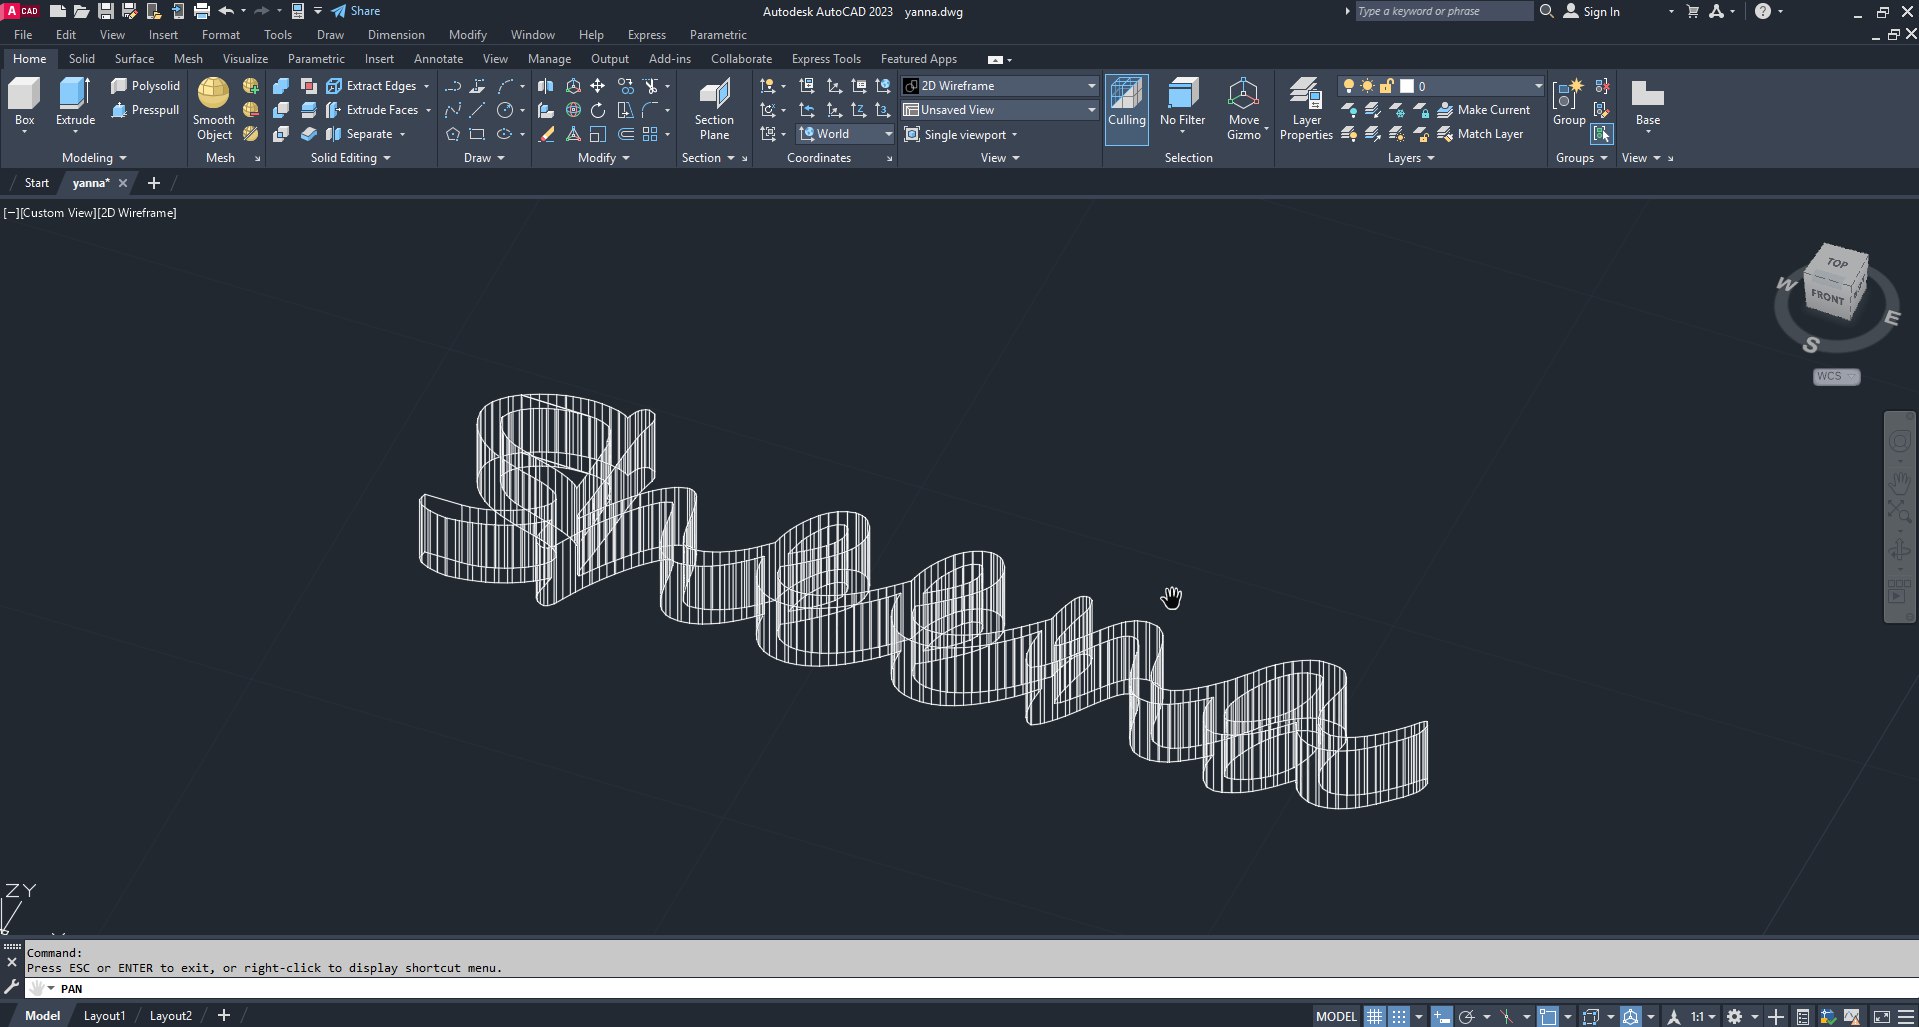 A CAD Share Autodesk AutoCAD 2023 yanna.dwg Type a keyword or phrase Sign In
File Edit View Insert Format Tools Draw Dimension Modify Window Help Express Parametric
Home Solid Surface Mesh Visualize Parametric Insert Annotate View Manage Output Add-ins Collaborate Express Tools Featured Apps
Box Extrude Polysolid Presspull
Modeling
Smooth Object
Mesh
Extract Edges
Extrude Faces
Separate
Solid Editing
Draw
Modify
Section Plane
Section
World
Coordinates
2D Wireframe
Unsaved View
Single viewport
View
Culling No Filter Move Gizmo
Selection
Layer Properties
0
Make Current
Match Layer
Layers
Group
Groups
Base
View
Start yanna*
[−][Custom View][2D Wireframe]
TOP
FRONT
W
E
S
WCS
Z Y
Command:
Press ESC or ENTER to exit, or right-click to display shortcut menu.
PAN
Model Layout1 Layout2 MODEL 1:1